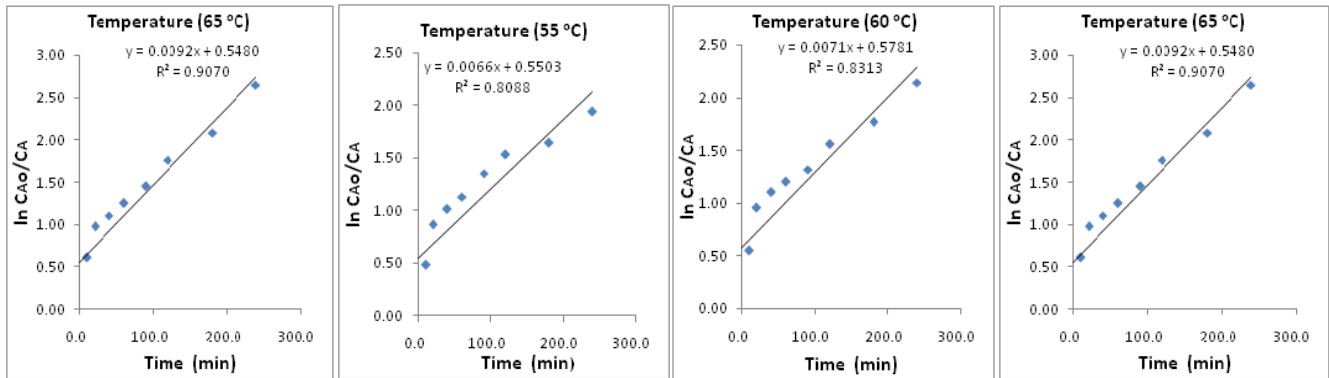 Temperature (65 °C)
y = 0.0092x + 0.5480
R² = 0.9070
3.00
2.50
2.00
1.50
1.00
0.50
0.00
ln CAo/CA
0.0
100.0
200.0
300.0
Time (min)
Temperature (55 °C)
y = 0.0066x + 0.5503
R² = 0.8088
2.50
2.00
1.50
1.00
0.50
0.00
ln CAo/CA
0.0
100.0
200.0
300.0
Time (min)
Temperature (60 °C)
y = 0.0071x + 0.5781
R² = 0.8313
2.50
2.00
1.50
1.00
0.50
0.00
ln CAo/CA
0.0
100.0
200.0
300.0
Time (min)
Temperature (65 °C)
y = 0.0092x + 0.5480
R² = 0.9070
3.00
2.50
2.00
1.50
1.00
0.50
0.00
ln CAo/CA
0.0
100.0
200.0
300.0
Time (min)